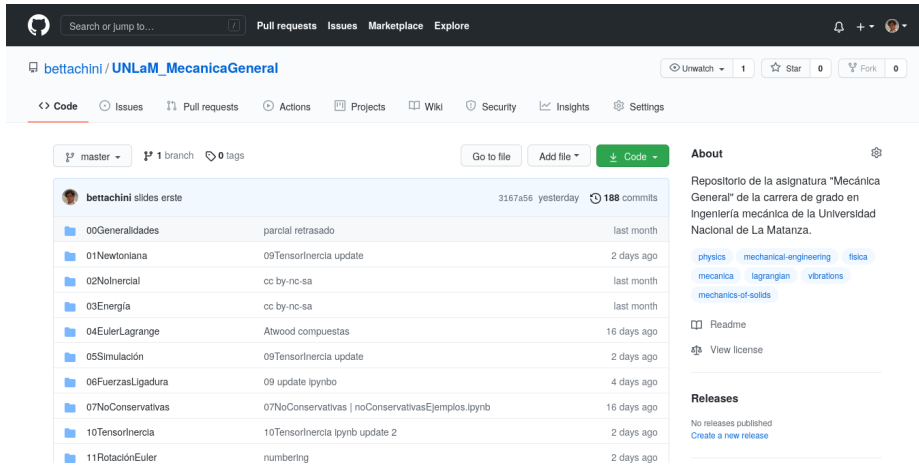 Search or jump to... / Pull requests Issues Marketplace Explore
bettachini / UNLaM_MecanicaGeneral Unwatch 1 Star 0 Fork 0
Code Issues Pull requests Actions Projects Wiki Security Insights Settings
master 1 branch 0 tags Go to file Add file Code
bettachini slides erste 3167a56 yesterday 188 commits
00Generalidades parcial retrasado last month
01Newtoniana 09TensorInercia update 2 days ago
02NoInercial cc by-nc-sa last month
03Energía cc by-nc-sa last month
04EulerLagrange Atwood compuestas 16 days ago
05Simulación 09TensorInercia update 2 days ago
06FuerzasLigadura 09 update ipynbo 4 days ago
07NoConservativas 07NoConservativas | noConservativasEjemplos.ipynb 16 days ago
10TensorInercia 10TensorInercia ipynb update 2 2 days ago
11RotaciónEuler numbering 2 days ago
About
Repositorio de la asignatura "Mecánica
General" de la carrera de grado en
ingeniería mecánica de la Universidad
Nacional de La Matanza.
physics mechanical-engineering fisica
mecanica lagrangian vibrations
mechanics-of-solids
Readme
View license
Releases
No releases published
Create a new release